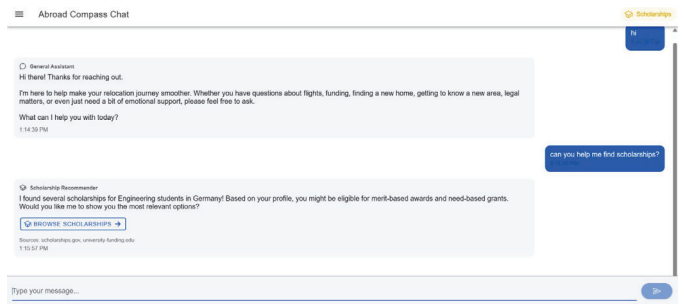 Abroad Compass Chat
Scholarships
hi
General Assistant
Hi there! Thanks for reaching out.
I'm here to help make your relocation journey smoother. Whether you have questions about flights, funding, finding a new home, getting to know a new area, legal
matters, or even just need a bit of emotional support, please feel free to ask.
What can I help you with today?
1:14:39 PM
can you help me find scholarships?
Scholarship Recommender
I found several scholarships for Engineering students in Germany! Based on your profile, you might be eligible for merit-based awards and need-based grants.
Would you like me to show you the most relevant options?
BROWSE SCHOLARSHIPS →
Sources: scholarships.gov, university-funding.edu
1:15:57 PM
Type your message...